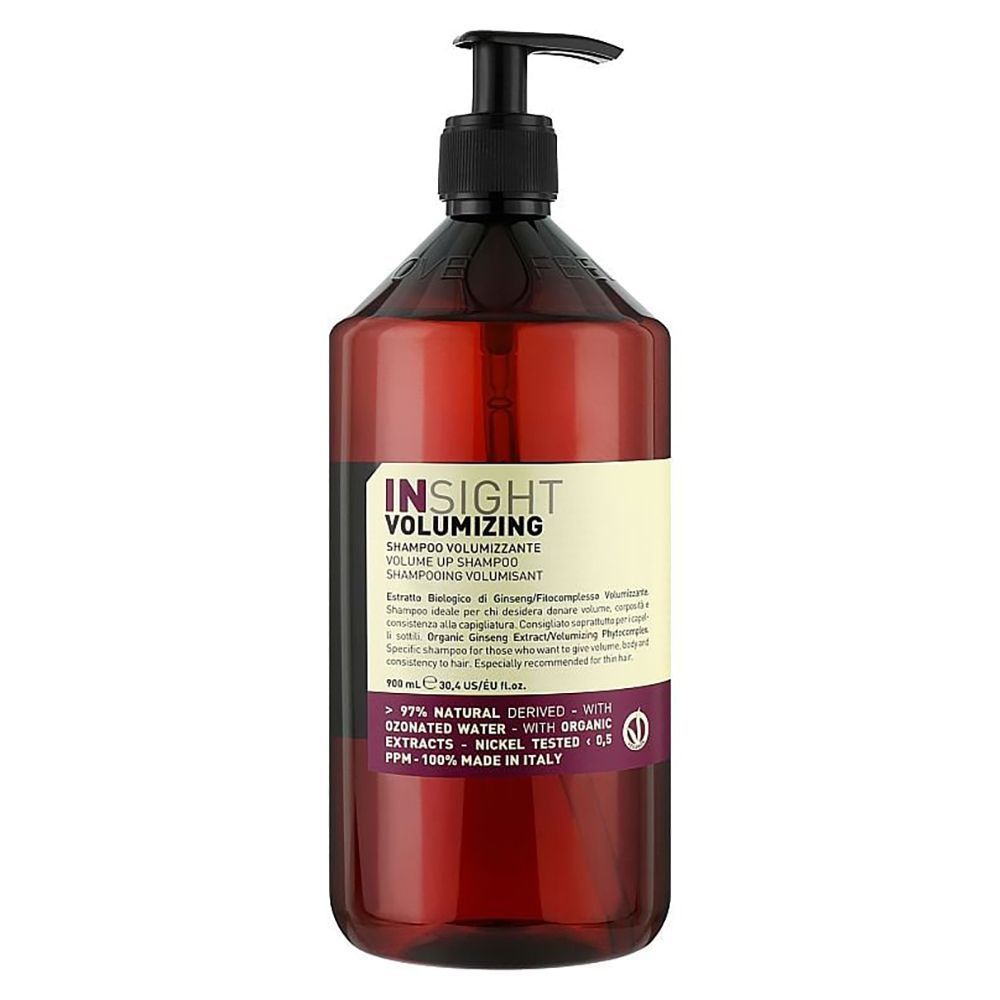 OVE FEE
INSIGHT
VOLUMIZING
SHAMPOO VOLUMIZZANTE
VOLUME UP SHAMPOO
SHAMPOOING VOLUMISANT
Estratto Biologico di Ginseng/Fitocomplesso Volumizzante.
Shampoo ideale per chi desidera donare volume, corposità e
consistenza alla capigliatura. Consigliato soprattutto per i capel-
li sottili. Organic Ginseng Extract/Volumizing Phytocomplex.
Specific shampoo for those who want to give volume, body and
consistency to hair. Especially recommended for thin hair.
900 mL ℮ 30,4 US/ÉU fl.oz.
> 97% NATURAL DERIVED - WITH
OZONATED WATER - WITH ORGANIC
EXTRACTS - NICKEL TESTED < 0,5
PPM - 100% MADE IN ITALY